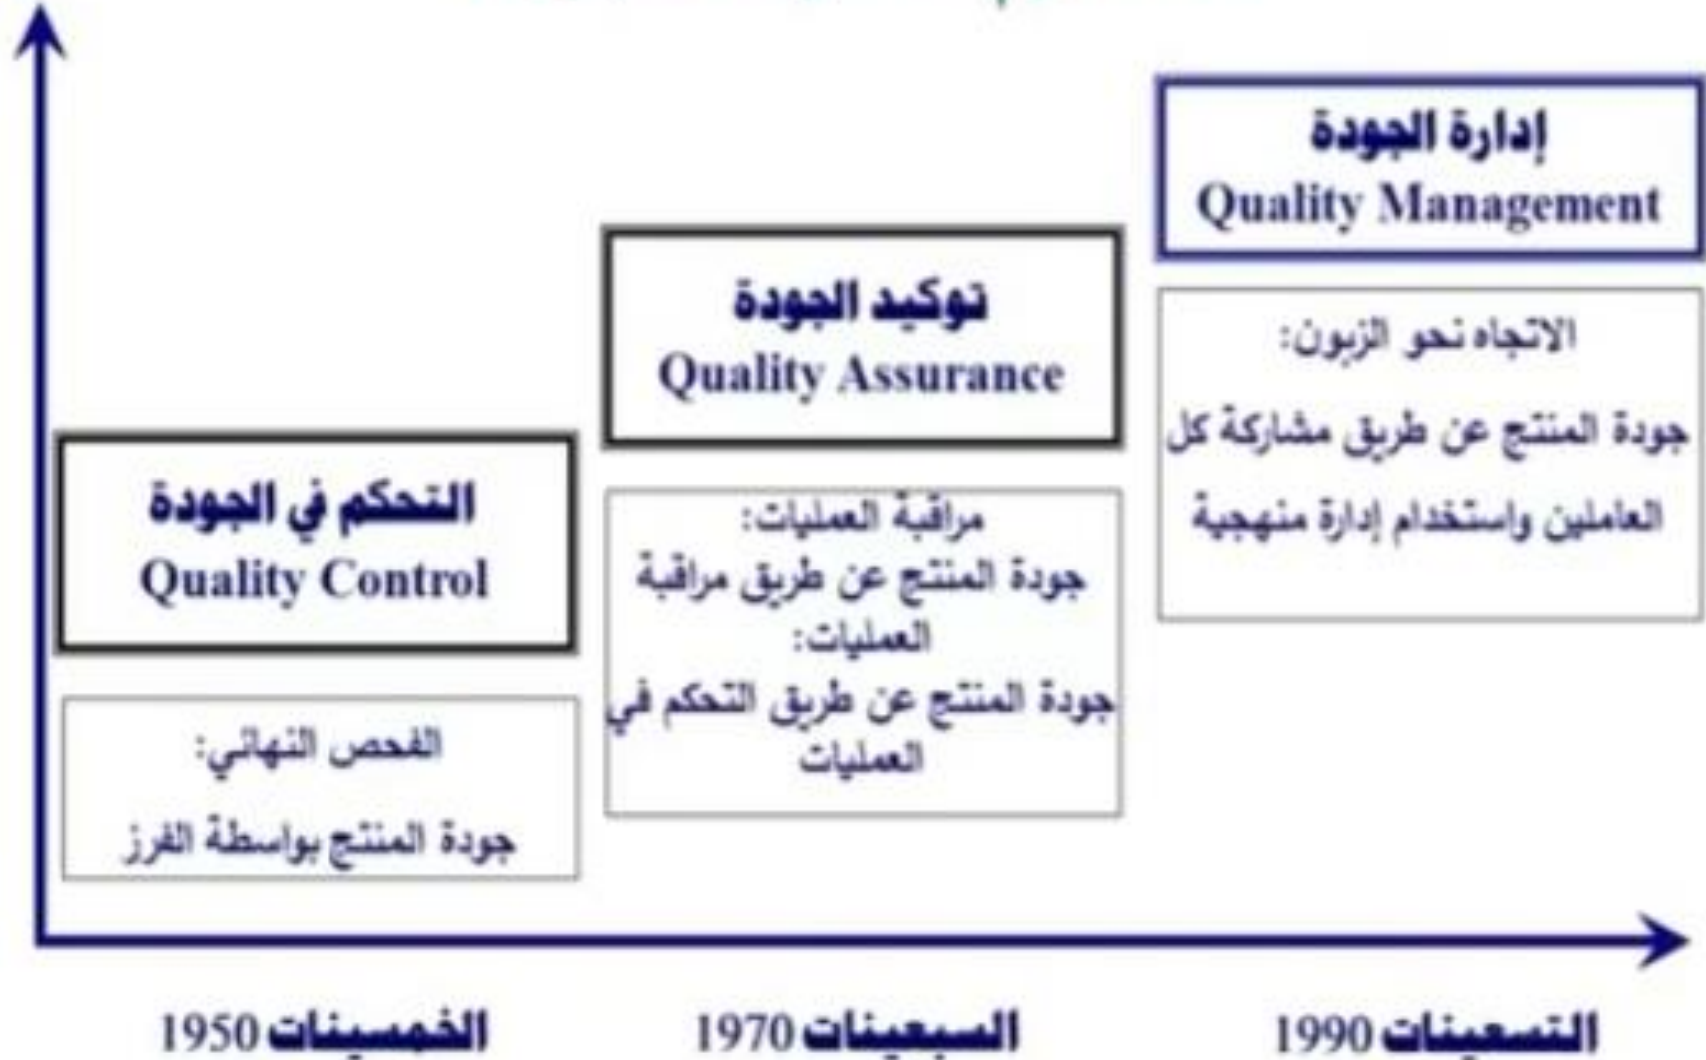 إدارة الجودة
Quality Management
الاتجاه نحو الزبون:
جودة المنتج عن طريق مشاركة كل
العاملين واستخدام إدارة منهجية
توكيد الجودة
Quality Assurance
مراقبة العمليات:
جودة المنتج عن طريق مراقبة
العمليات:
جودة المنتج عن طريق التحكم في
العمليات
التحكم في الجودة
Quality Control
الفحص النهائي:
جودة المنتج بواسطة الفرز
الخمسينات 1950
السبعينات 1970
التسعينات 1990